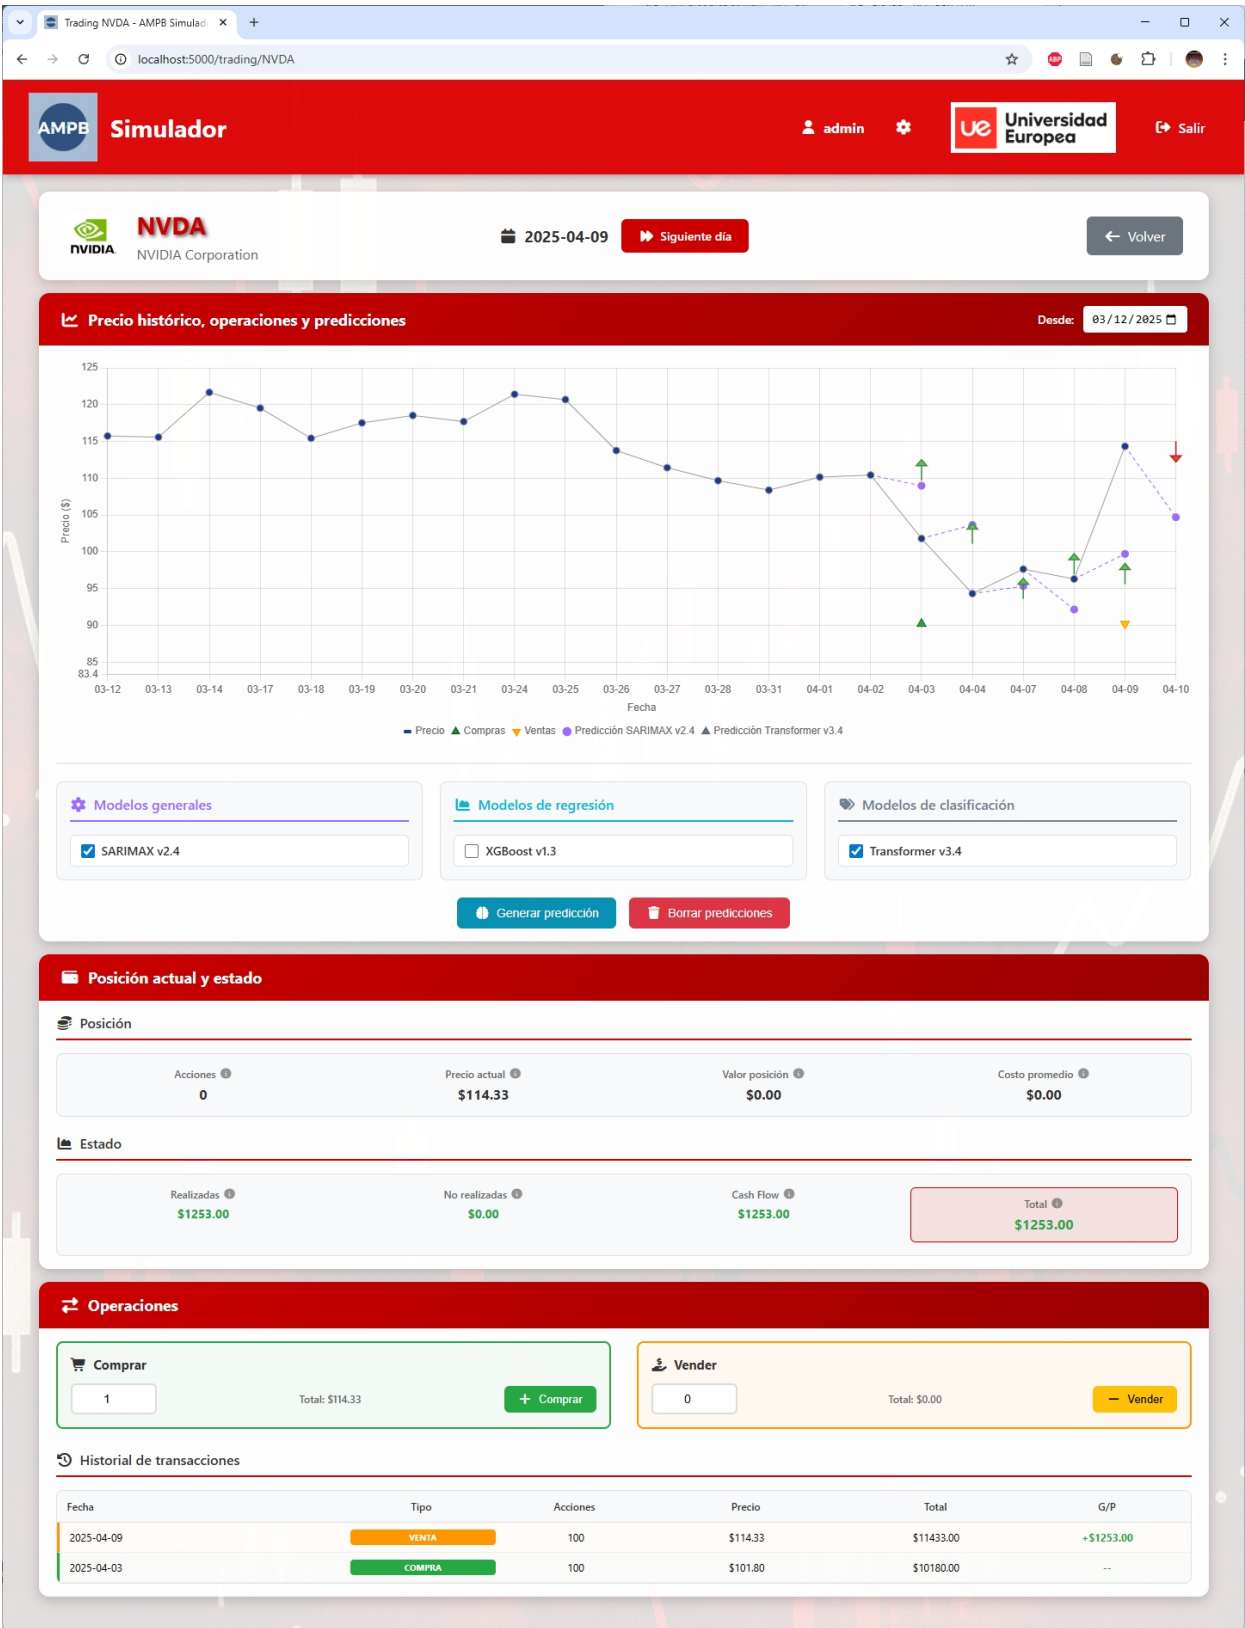 Trading NVDA - AMPB Simulad
localhost:5000/trading/NVDA
ABP
AMPB Simulador
admin
ue Universidad Europea
Salir
NVIDIA
NVDA
NVIDIA Corporation
2025-04-09
Siguiente día
Volver
Precio histórico, operaciones y predicciones
Desde: 03/12/2025
125
120
115
110
105
100
95
90
85
83.4
Precio ($)
03-12 03-13 03-14 03-17 03-18 03-19 03-20 03-21 03-24 03-25 03-26 03-27 03-28 03-31 04-01 04-02 04-03 04-04 04-07 04-08 04-09 04-10
Fecha
Precio Compras Ventas Predicción SARIMAX v2.4 Predicción Transformer v3.4
Modelos generales
SARIMAX v2.4
Modelos de regresión
XGBoost v1.3
Modelos de clasificación
Transformer v3.4
Generar predicción
Borrar predicciones
Posición actual y estado
Posición
Acciones
0
Precio actual
$114.33
Valor posición
$0.00
Costo promedio
$0.00
Estado
Realizadas
$1253.00
No realizadas
$0.00
Cash Flow
$1253.00
Total
$1253.00
Operaciones
Comprar
1 Total: $114.33 + Comprar
Vender
0 Total: $0.00 − Vender
Historial de transacciones
Fecha Tipo Acciones Precio Total G/P
2025-04-09 VENTA 100 $114.33 $11433.00 +$1253.00
2025-04-03 COMPRA 100 $101.80 $10180.00 --